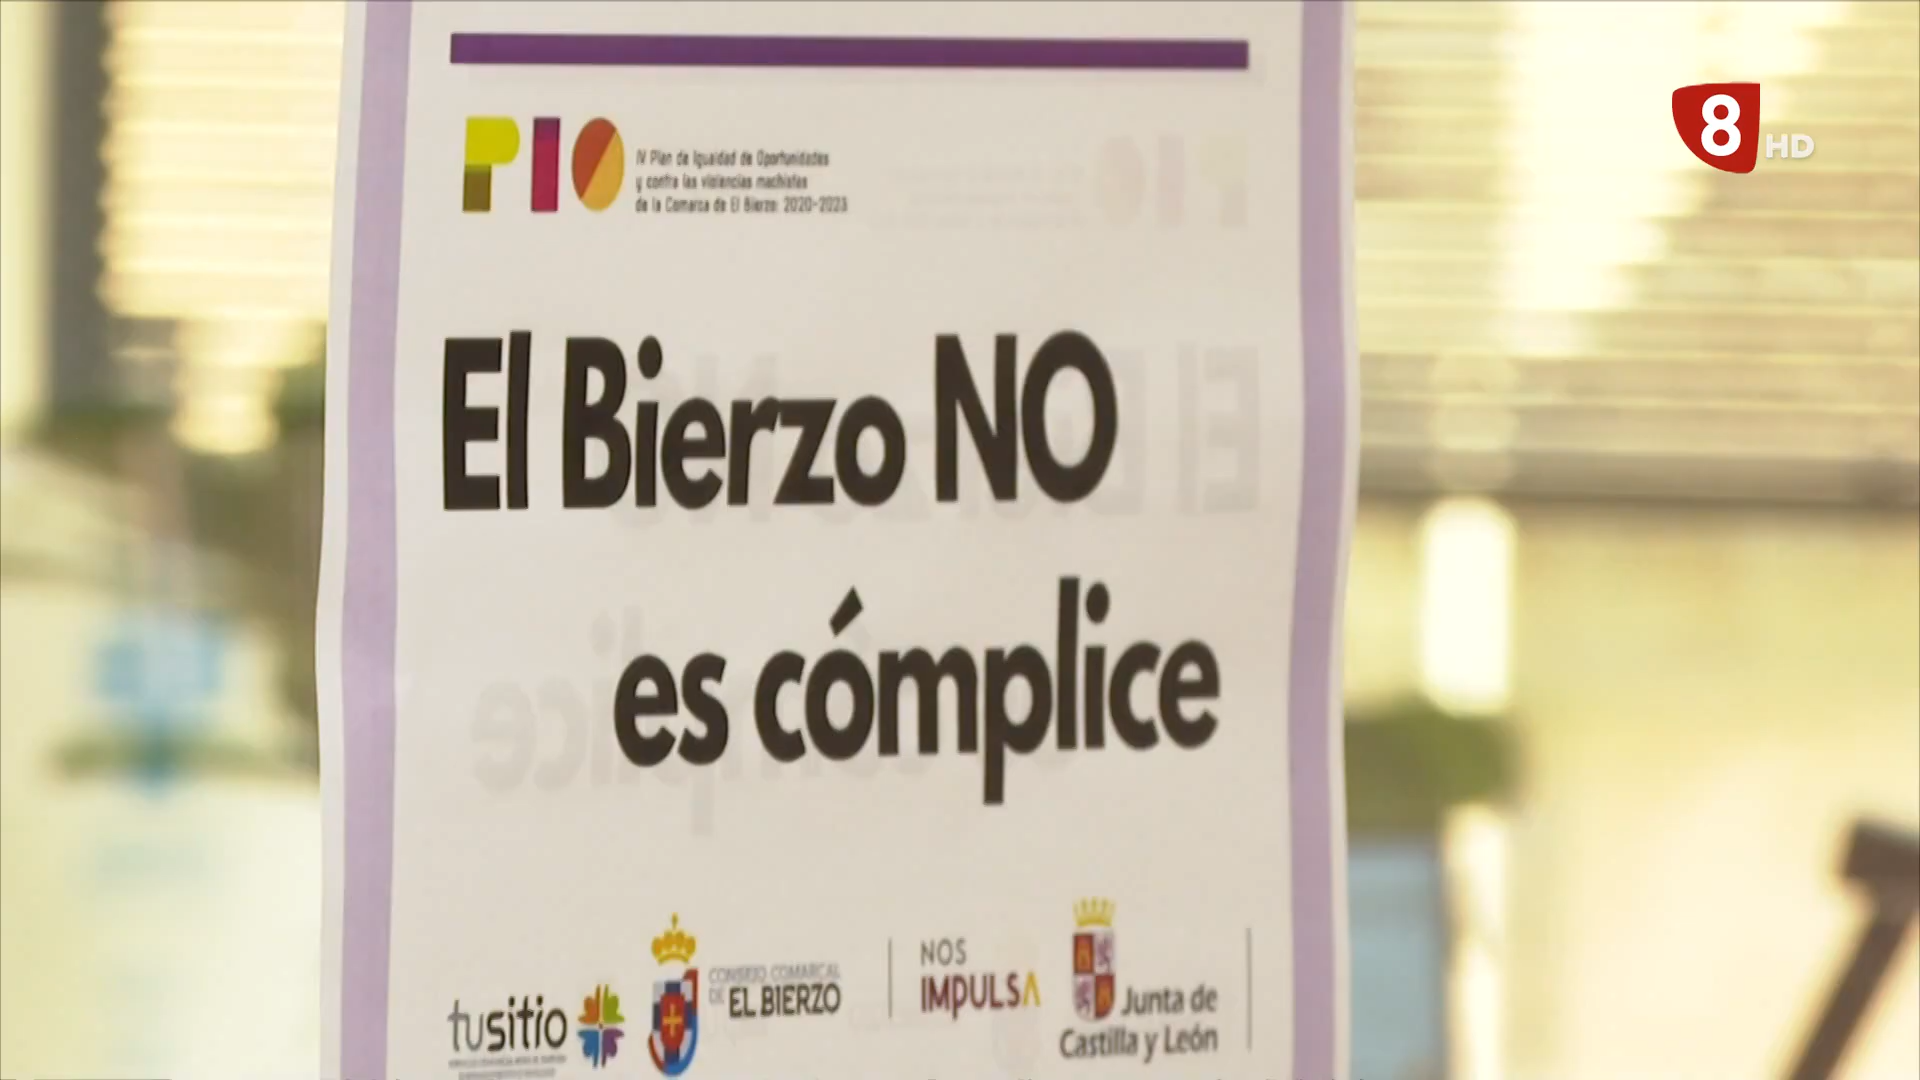 8 HD
PIO
IV Plan de Igualdad de Oportunidades
y contra las violencias machistas
de la Comarca de El Bierzo: 2020-2023
El Bierzo NO
es cómplice
tusitio
CONSEJO COMARCAL
DE EL BIERZO
NOS
IMPULSA
Junta de
Castilla y León